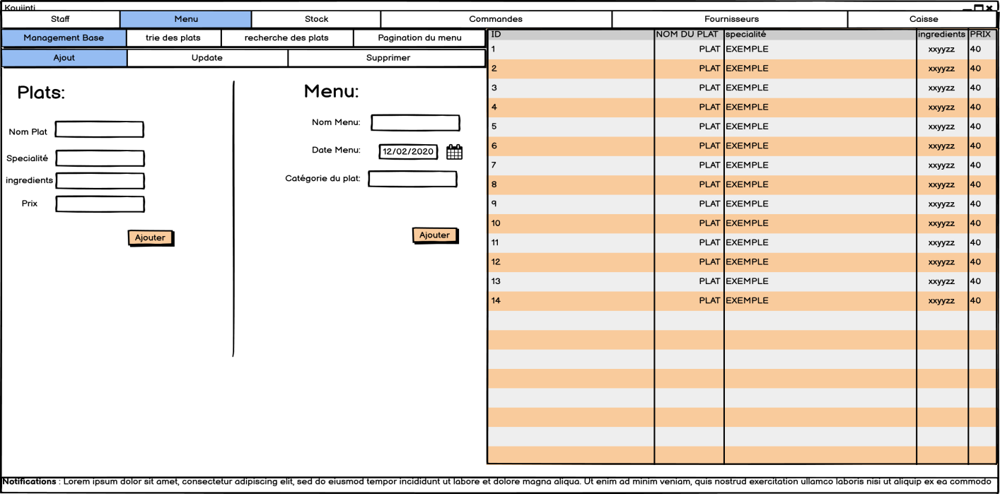 Koujinti
Staff Menu Stock Commandes Fournisseurs Caisse
Management Base trie des plats recherche des plats Pagination du menu
Ajout Update Supprimer
Plats:
Nom Plat
Specialité
ingredients
Prix
Ajouter
Menu:
Nom Menu:
Date Menu: 12/02/2020
Catégorie du plat:
Ajouter
ID NOM DU PLAT specialité ingredients PRIX
1 PLAT EXEMPLE xxyyzz 40
2 PLAT EXEMPLE xxyyzz 40
3 PLAT EXEMPLE xxyyzz 40
4 PLAT EXEMPLE xxyyzz 40
5 PLAT EXEMPLE xxyyzz 40
6 PLAT EXEMPLE xxyyzz 40
7 PLAT EXEMPLE xxyyzz 40
8 PLAT EXEMPLE xxyyzz 40
9 PLAT EXEMPLE xxyyzz 40
10 PLAT EXEMPLE xxyyzz 40
11 PLAT EXEMPLE xxyyzz 40
12 PLAT EXEMPLE xxyyzz 40
13 PLAT EXEMPLE xxyyzz 40
14 PLAT EXEMPLE xxyyzz 40
Notifications : Lorem ipsum dolor sit amet, consectetur adipiscing elit, sed do eiusmod tempor incididunt ut labore et dolore magna aliqua. Ut enim ad minim veniam, quis nostrud exercitation ullamco laboris nisi ut aliquip ex ea commodo